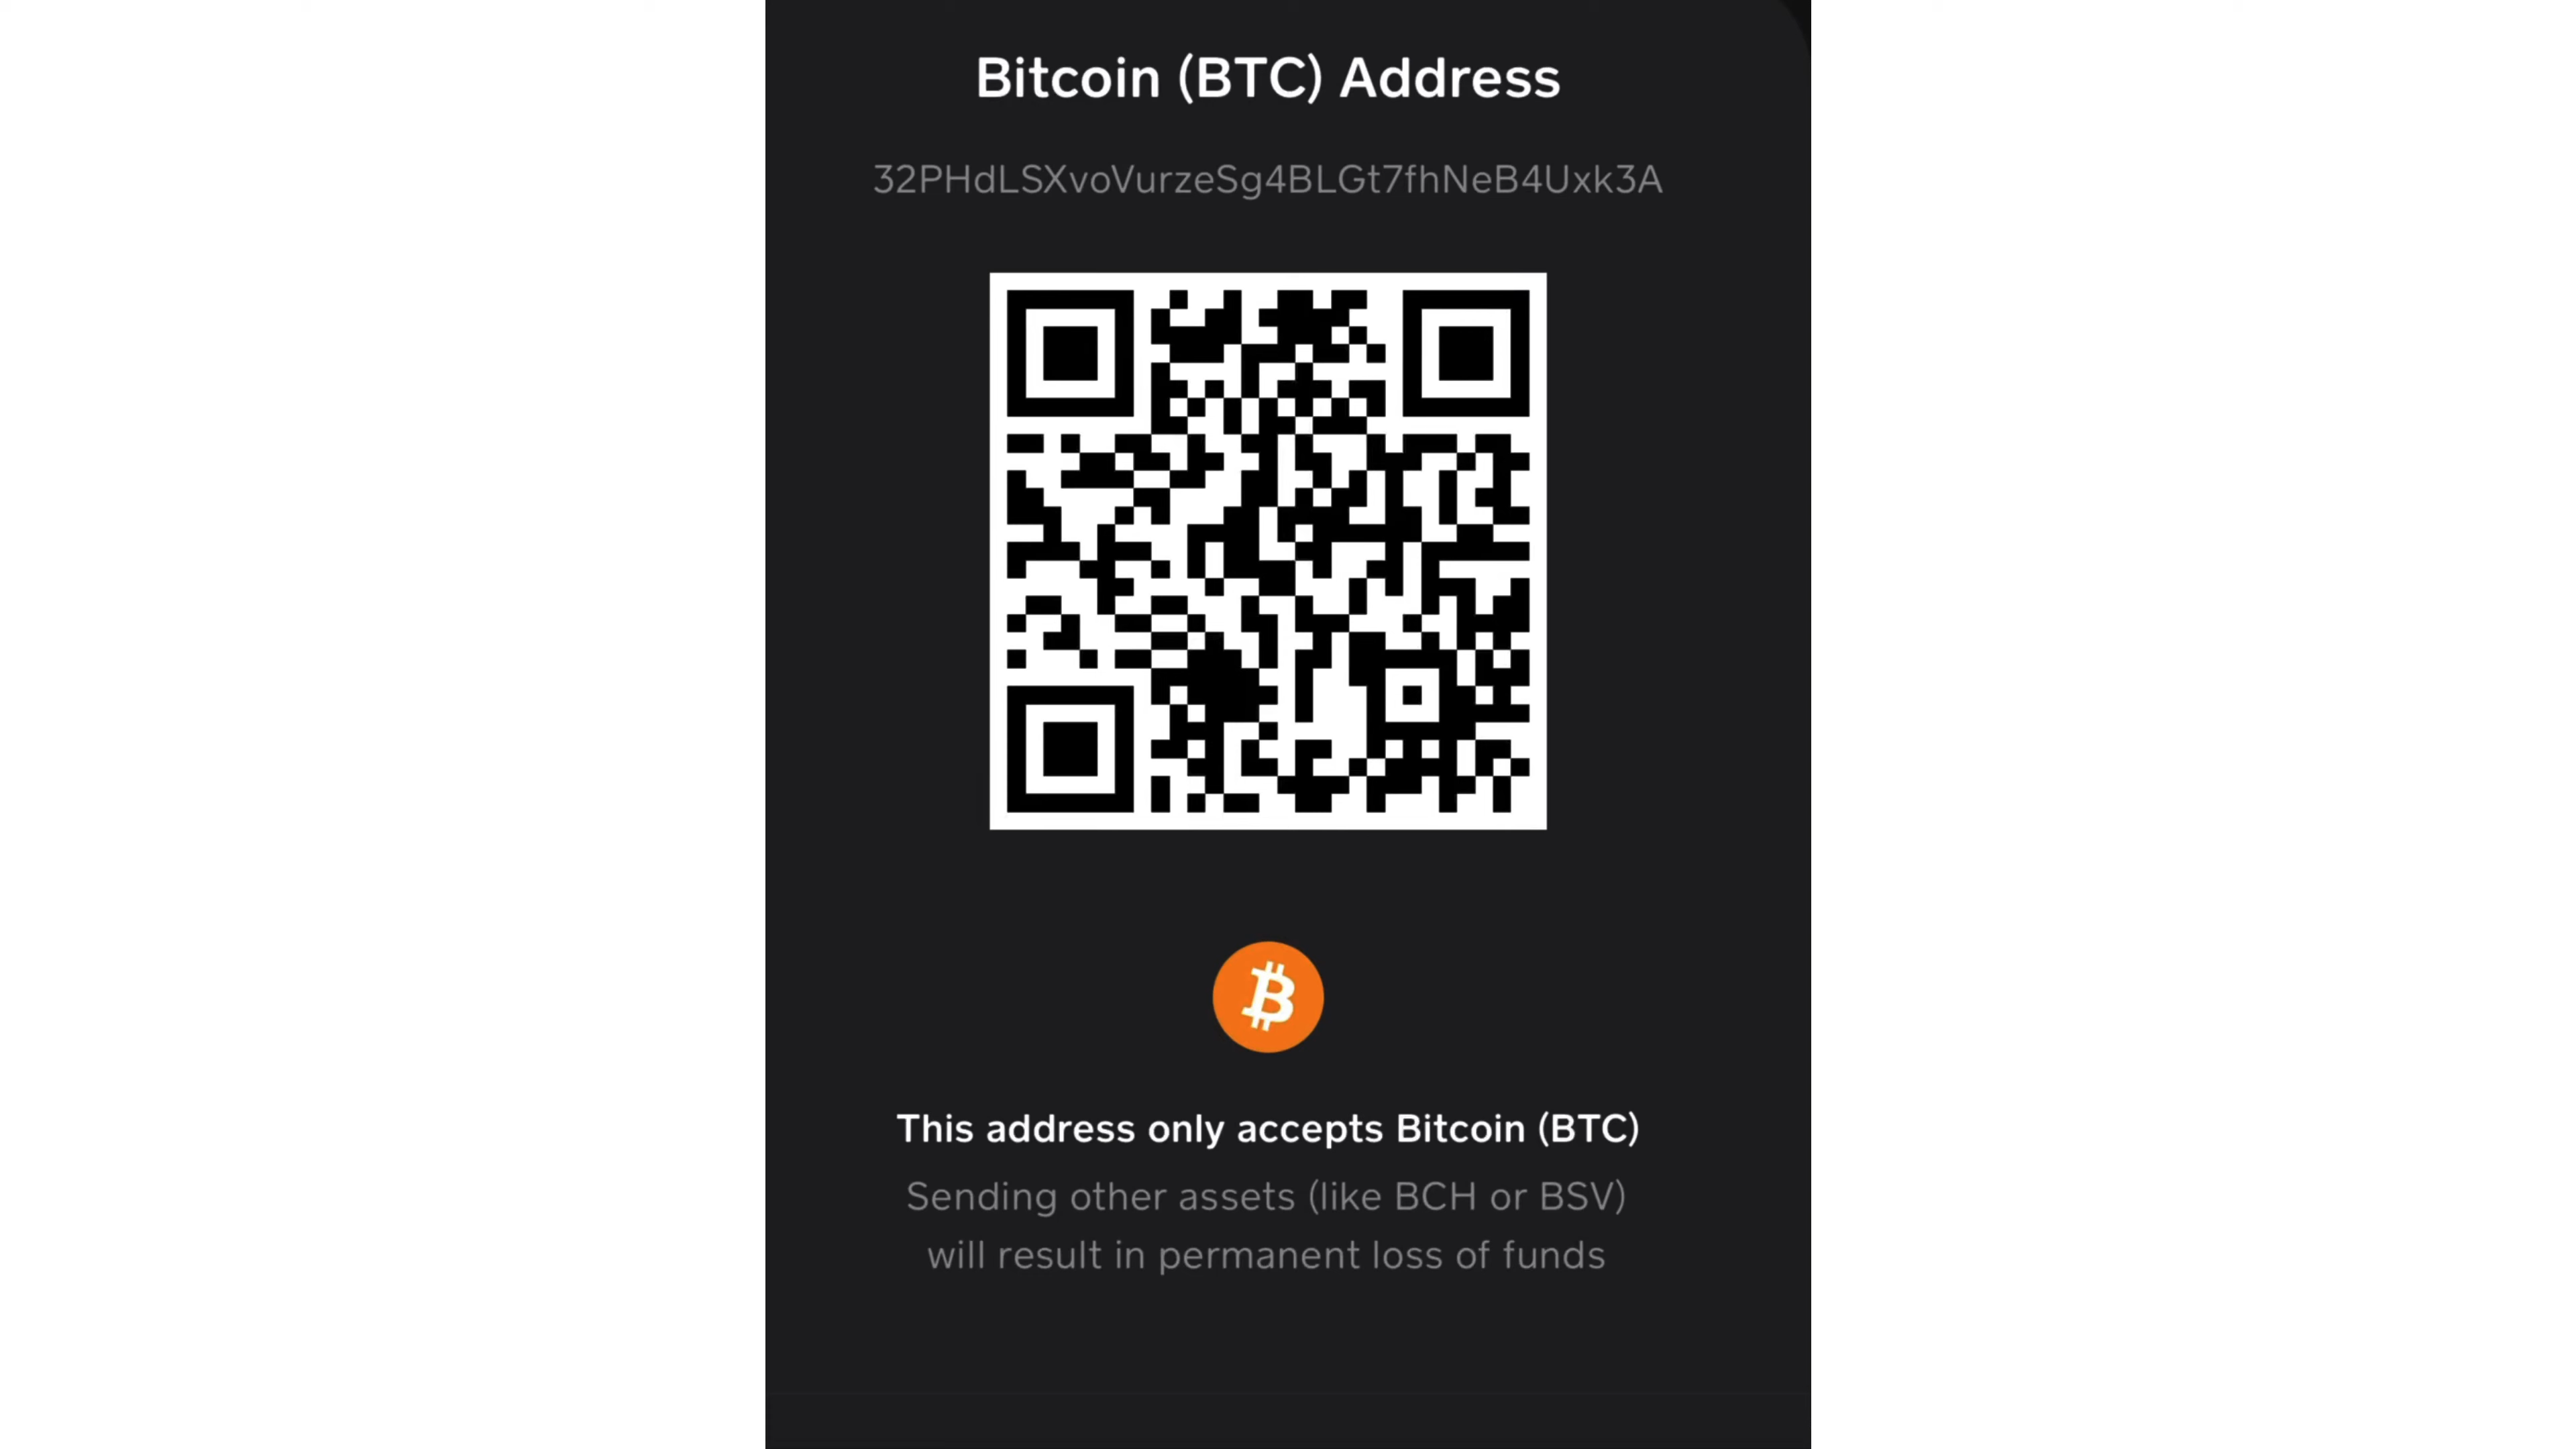 Bitcoin (BTC) Address
32PHdLSXvoVurzeSg4BLGt7fhNeB4Uxk3A
This address only accepts Bitcoin (BTC)
Sending other assets (like BCH or BSV)
will result in permanent loss of funds